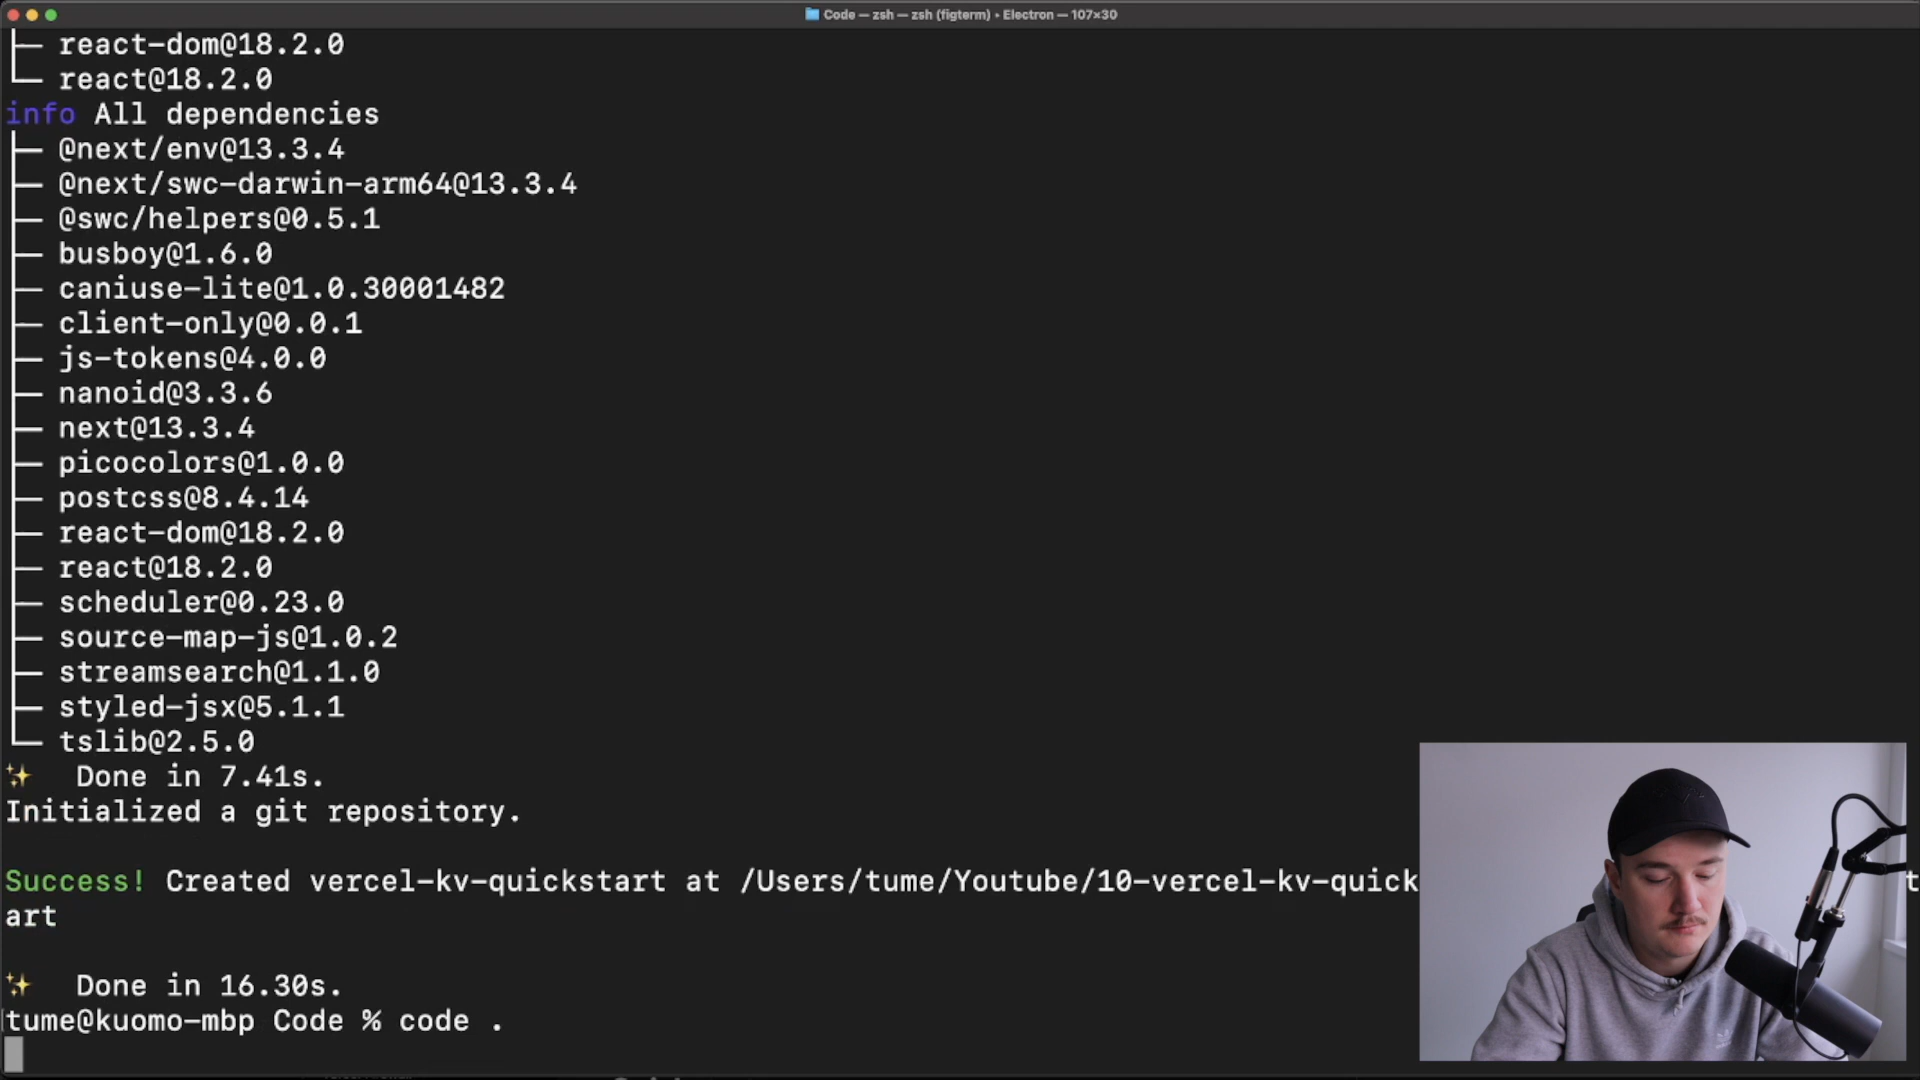 Code — zsh — zsh (figterm) • Electron — 107×30
├─ react-dom@18.2.0
└─ react@18.2.0
info All dependencies
├─ @next/env@13.3.4
├─ @next/swc-darwin-arm64@13.3.4
├─ @swc/helpers@0.5.1
├─ busboy@1.6.0
├─ caniuse-lite@1.0.30001482
├─ client-only@0.0.1
├─ js-tokens@4.0.0
├─ nanoid@3.3.6
├─ next@13.3.4
├─ picocolors@1.0.0
├─ postcss@8.4.14
├─ react-dom@18.2.0
├─ react@18.2.0
├─ scheduler@0.23.0
├─ source-map-js@1.0.2
├─ streamsearch@1.1.0
├─ styled-jsx@5.1.1
└─ tslib@2.5.0
✨  Done in 7.41s.
Initialized a git repository.
Success! Created vercel-kv-quickstart at /Users/tume/Youtube/10-vercel-kv-quick t
art
✨  Done in 16.30s.
tume@kuomo-mbp Code % code .